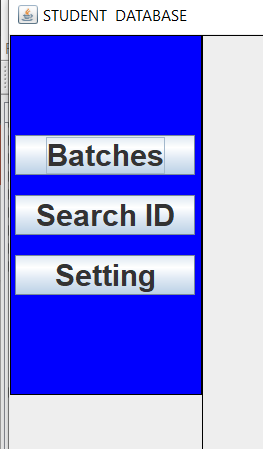 STUDENT DATABASE
Batches
Search ID
Setting